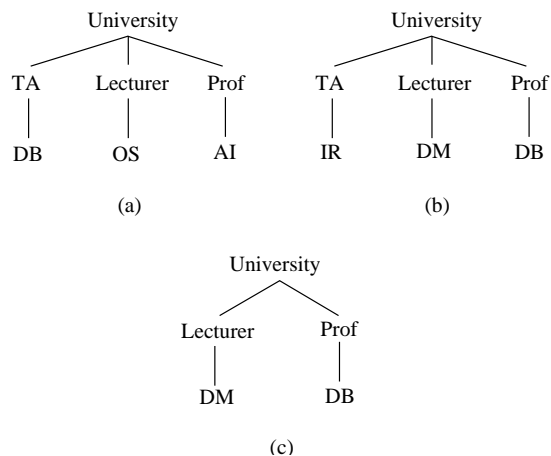 University
TA Lecturer Prof
DB OS AI
(a)
University
TA Lecturer Prof
IR DM DB
(b)
University
Lecturer Prof
DM DB
(c)